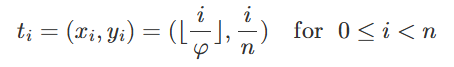 t_i = (x_i, y_i) = (⌊i/φ⌋, i/n) for 0 ≤ i < n